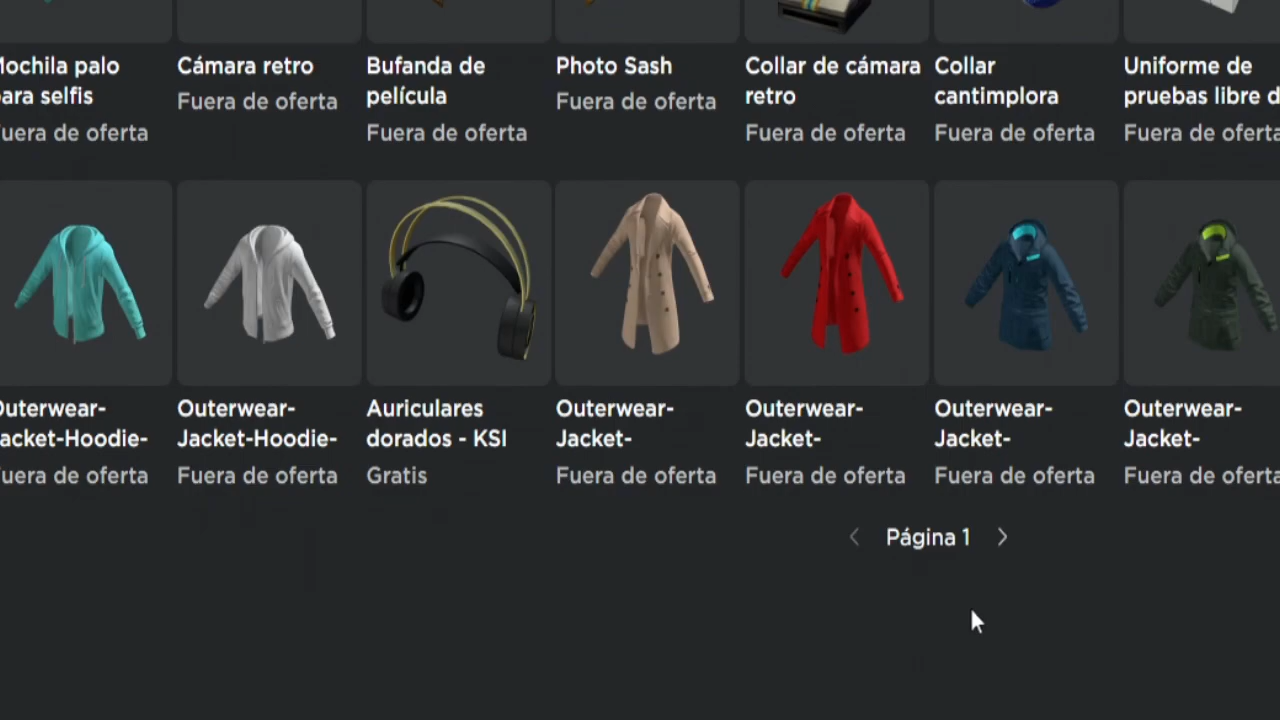 Mochila palo
para selfis
Fuera de oferta
Cámara retro
Fuera de oferta
Bufanda de
película
Fuera de oferta
Photo Sash
Fuera de oferta
Collar de cámara
retro
Fuera de oferta
Collar
cantimplora
Fuera de oferta
Uniforme de
pruebas libre d
Fuera de oferta
Outerwear-
Jacket-Hoodie-
Fuera de oferta
Outerwear-
Jacket-Hoodie-
Fuera de oferta
Auriculares
dorados - KSI
Gratis
Outerwear-
Jacket-
Fuera de oferta
Outerwear-
Jacket-
Fuera de oferta
Outerwear-
Jacket-
Fuera de oferta
Outerwear-
Jacket-
Fuera de oferta
Página 1